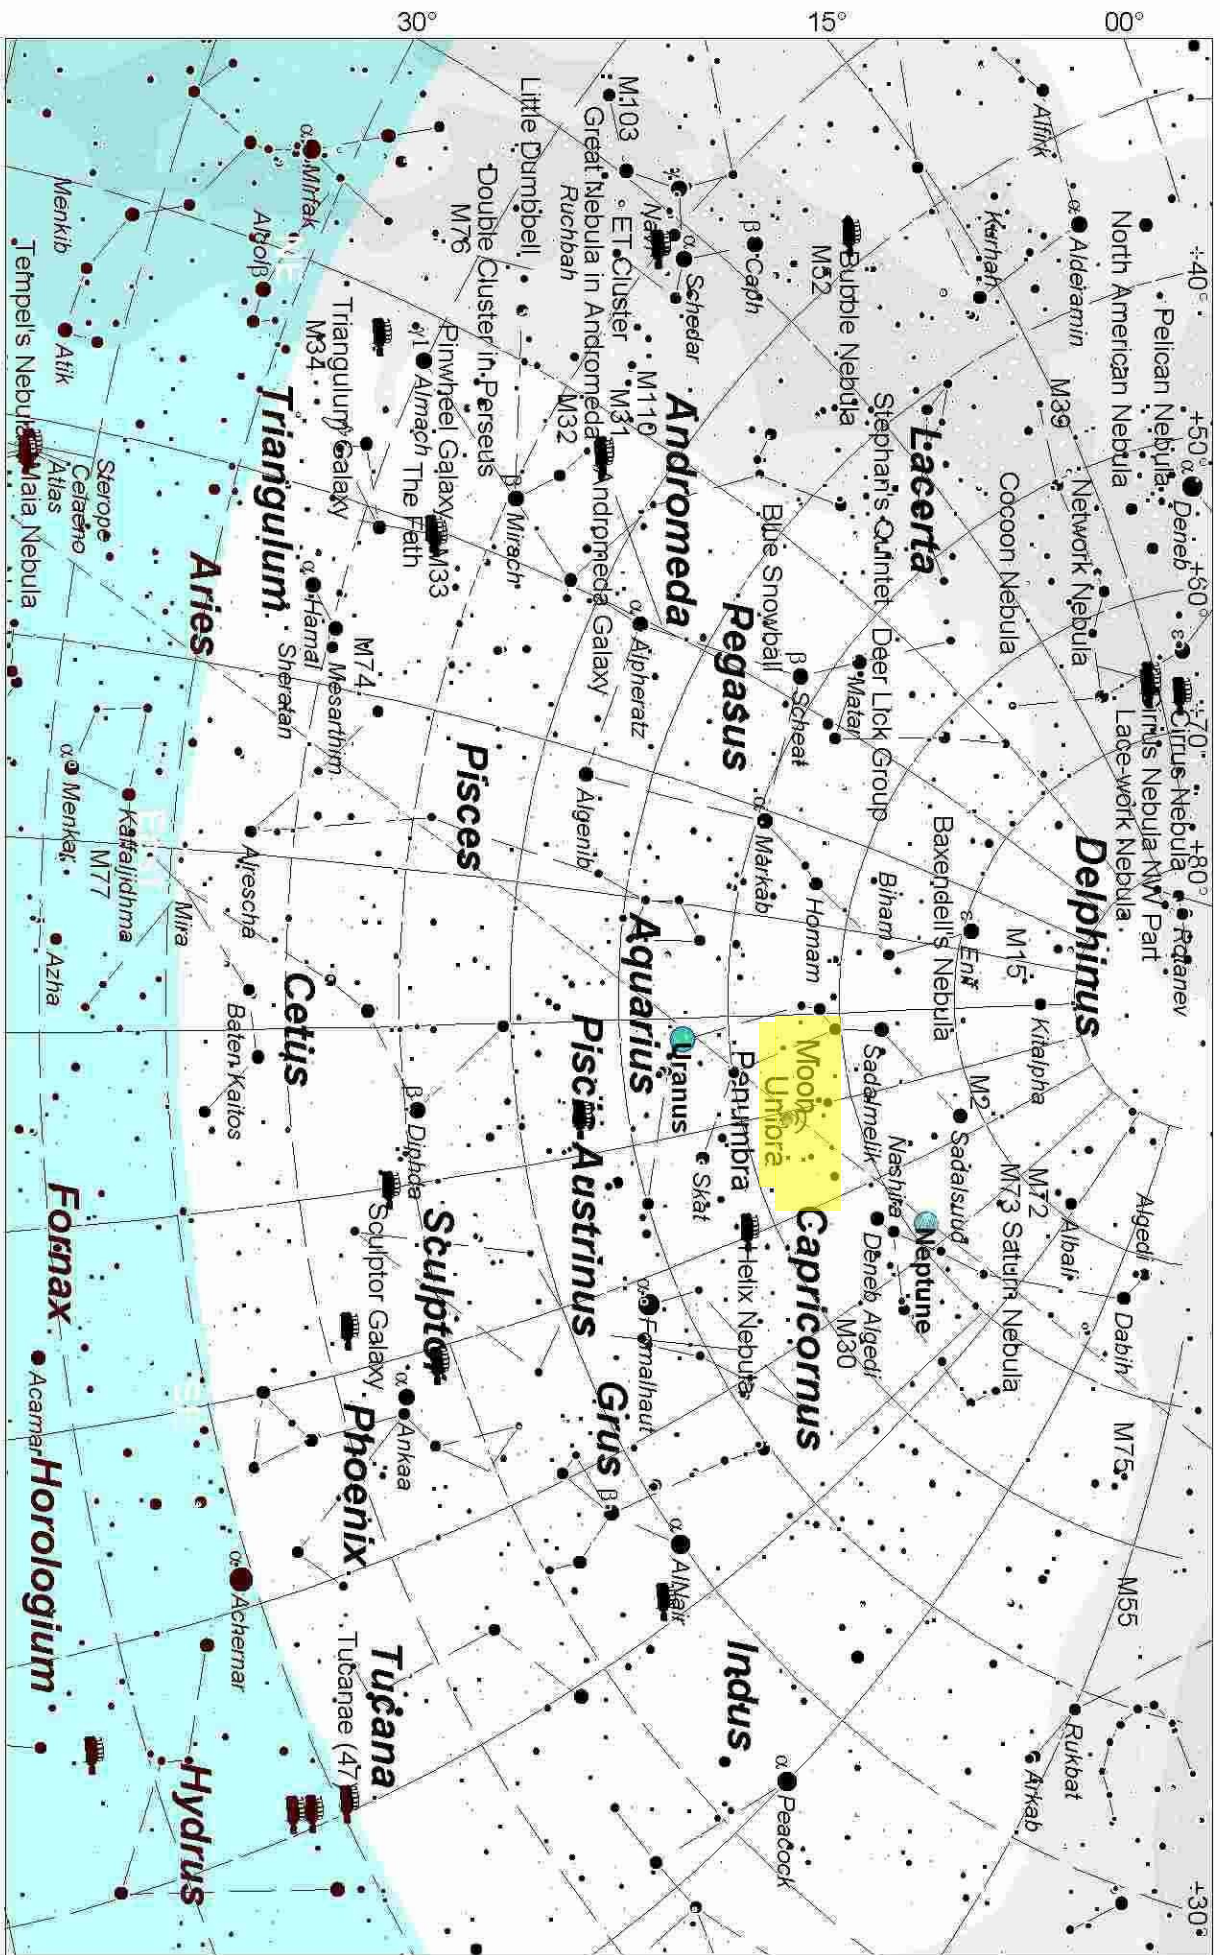 30°
15°
00°
+40°
+50°
+60°
+70°
+80°
+30°
Alfirk
α Alderamin
Kurhah
North American Nebula
Pelican Nebula
M39
α Deneb
Network Nebula
Cocoon Nebula
Lacerta
Stephan's Quintet
Deer Lick Group
Bubble Nebula
M52
β Caph
α Schedar
Navi
γ
M103
ET Cluster
Ruchbah
Great Nebula in Andromeda
Little Dumbbell
M76
Double Cluster in Perseus
M110
M31
M32
Andromeda
Andromeda Galaxy
Blue Snowball
α Mirfak
Algol β
NE
Menkib
Atik
Tempel's Nebula
Maia Nebula
Atlas
Celaeno
Sterope
M34
Triangulum Galaxy
γ1 Almach
Pinwheel Galaxy
The Fath
M33
β Mirach
Triangulum
Aries
α Hamal
Mesarthim
Sheratan
M74
α Alpheratz
Pegasus
β Scheat
Matar
α Markab
Algenib
Pisces
Homam
Biham
Baxendell's Nebula
ε Enif
M15
Cirrus Nebula
Cirrus Nebula NW Part
Lace-work Nebula
ε
Delphinus
Rotanev
Kitalpha
α Menkar
Kaffaljidhma
M77
Mira
Alrescha
Azha
Baten Kaitos
Cetus
β Diphda
Aquarius
Uranus
Piscis Austrinus
Penumbra
Moon
Umbra
Sadalmelik
M2
Sadalsuud
Nashira
Neptune
M72
M73
Saturn Nebula
Albali
Algedi
Dabih
Skat
Helix Nebula
Capricornus
Deneb Algedi
M30
α Fomalhaut
Sculptor
Sculptor Galaxy
Fornax
Acamar
Horologium
α Ankaa
Phoenix
Grus
β
α AlNair
M75
M55
Indus
α Peacock
Rukbat
Arkab
α Achernar
Tucana
Tucanae (47
Hydrus